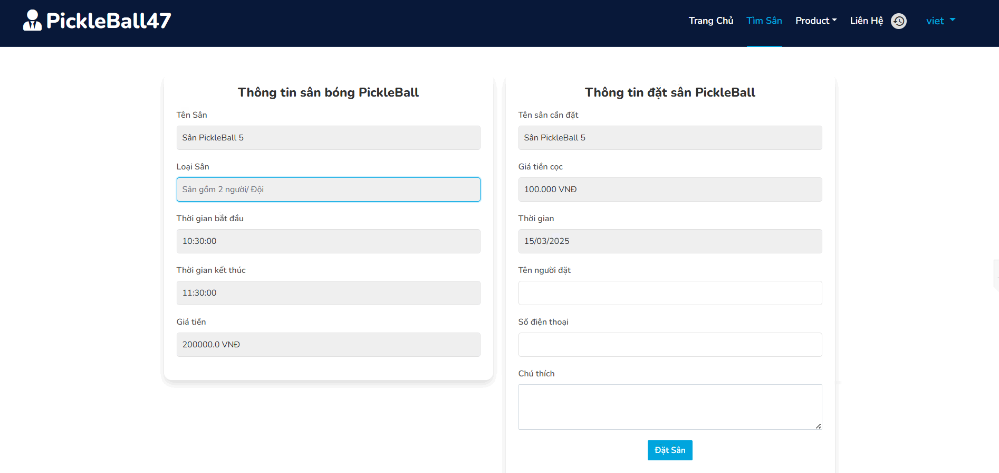 PickleBall47
Trang Chủ Tìm Sân Product Liên Hệ viet
Thông tin sân bóng PickleBall
Tên Sân
Sân PickleBall 5
Loại Sân
Sân gồm 2 người/ Đội
Thời gian bắt đầu
10:30:00
Thời gian kết thúc
11:30:00
Giá tiền
200000.0 VNĐ
Thông tin đặt sân PickleBall
Tên sân cần đặt
Sân PickleBall 5
Giá tiền cọc
100.000 VNĐ
Thời gian
15/03/2025
Tên người đặt
Số điện thoại
Chú thích
Đặt Sân